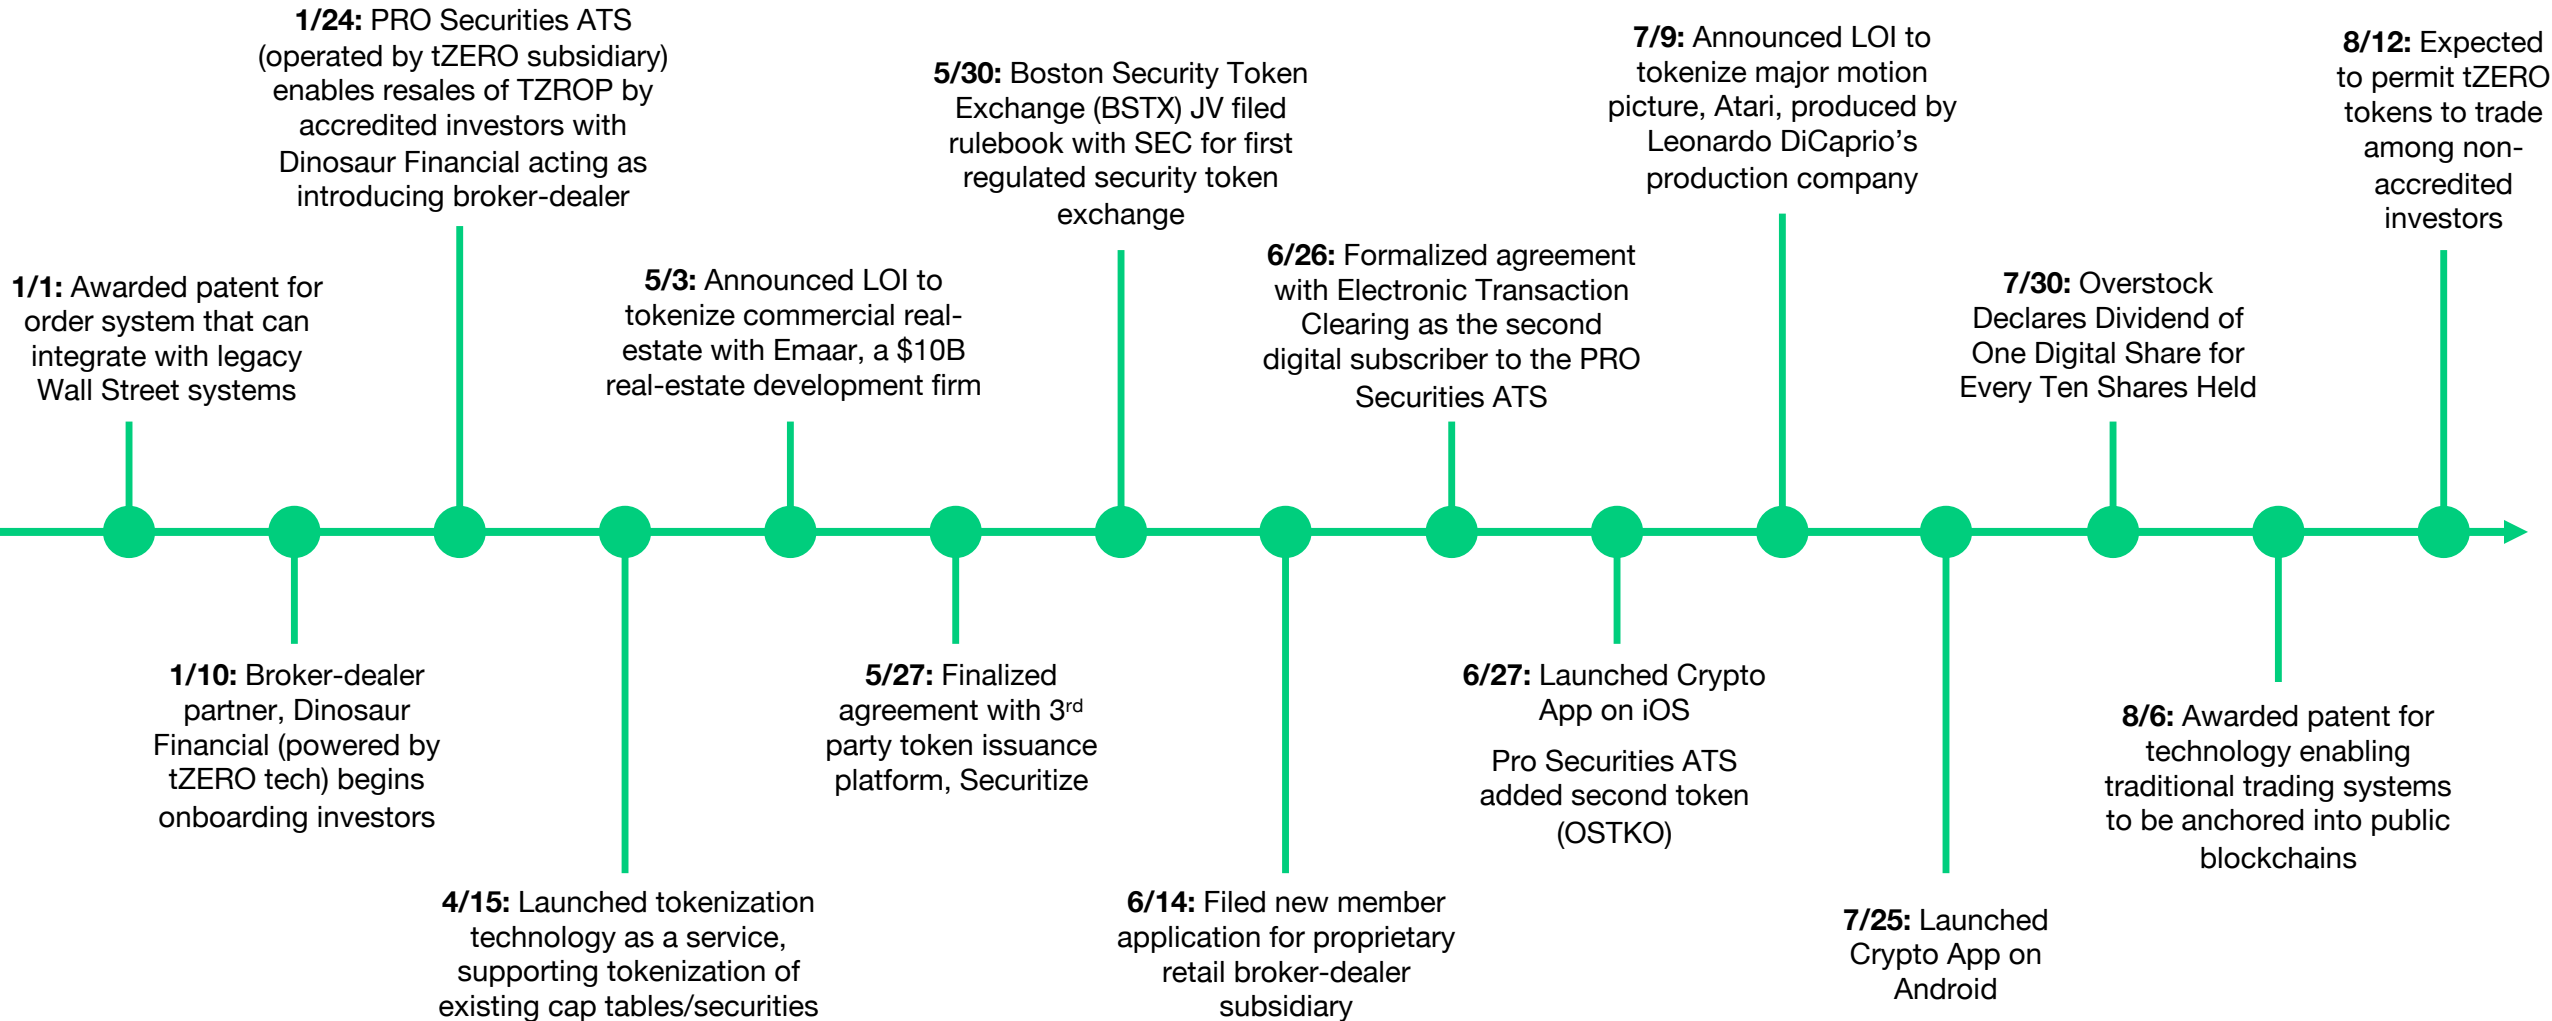 1/1: Awarded patent for
order system that can
integrate with legacy
Wall Street systems
1/10: Broker-dealer
partner, Dinosaur
Financial (powered by
tZERO tech) begins
onboarding investors
1/24: PRO Securities ATS
(operated by tZERO subsidiary)
enables resales of TZROP by
accredited investors with
Dinosaur Financial acting as
introducing broker-dealer
4/15: Launched tokenization
technology as a service,
supporting tokenization of
existing cap tables/securities
5/3: Announced LOI to
tokenize commercial real-
estate with Emaar, a $10B
real-estate development firm
5/27: Finalized
agreement with 3rd
party token issuance
platform, Securitize
5/30: Boston Security Token
Exchange (BSTX) JV filed
rulebook with SEC for first
regulated security token
exchange
6/14: Filed new member
application for proprietary
retail broker-dealer
subsidiary
6/26: Formalized agreement
with Electronic Transaction
Clearing as the second
digital subscriber to the PRO
Securities ATS
6/27: Launched Crypto
App on iOS
Pro Securities ATS
added second token
(OSTKO)
7/9: Announced LOI to
tokenize major motion
picture, Atari, produced by
Leonardo DiCaprio’s
production company
7/25: Launched
Crypto App on
Android
7/30: Overstock
Declares Dividend of
One Digital Share for
Every Ten Shares Held
8/6: Awarded patent for
technology enabling
traditional trading systems
to be anchored into public
blockchains
8/12: Expected
to permit tZERO
tokens to trade
among non-
accredited
investors